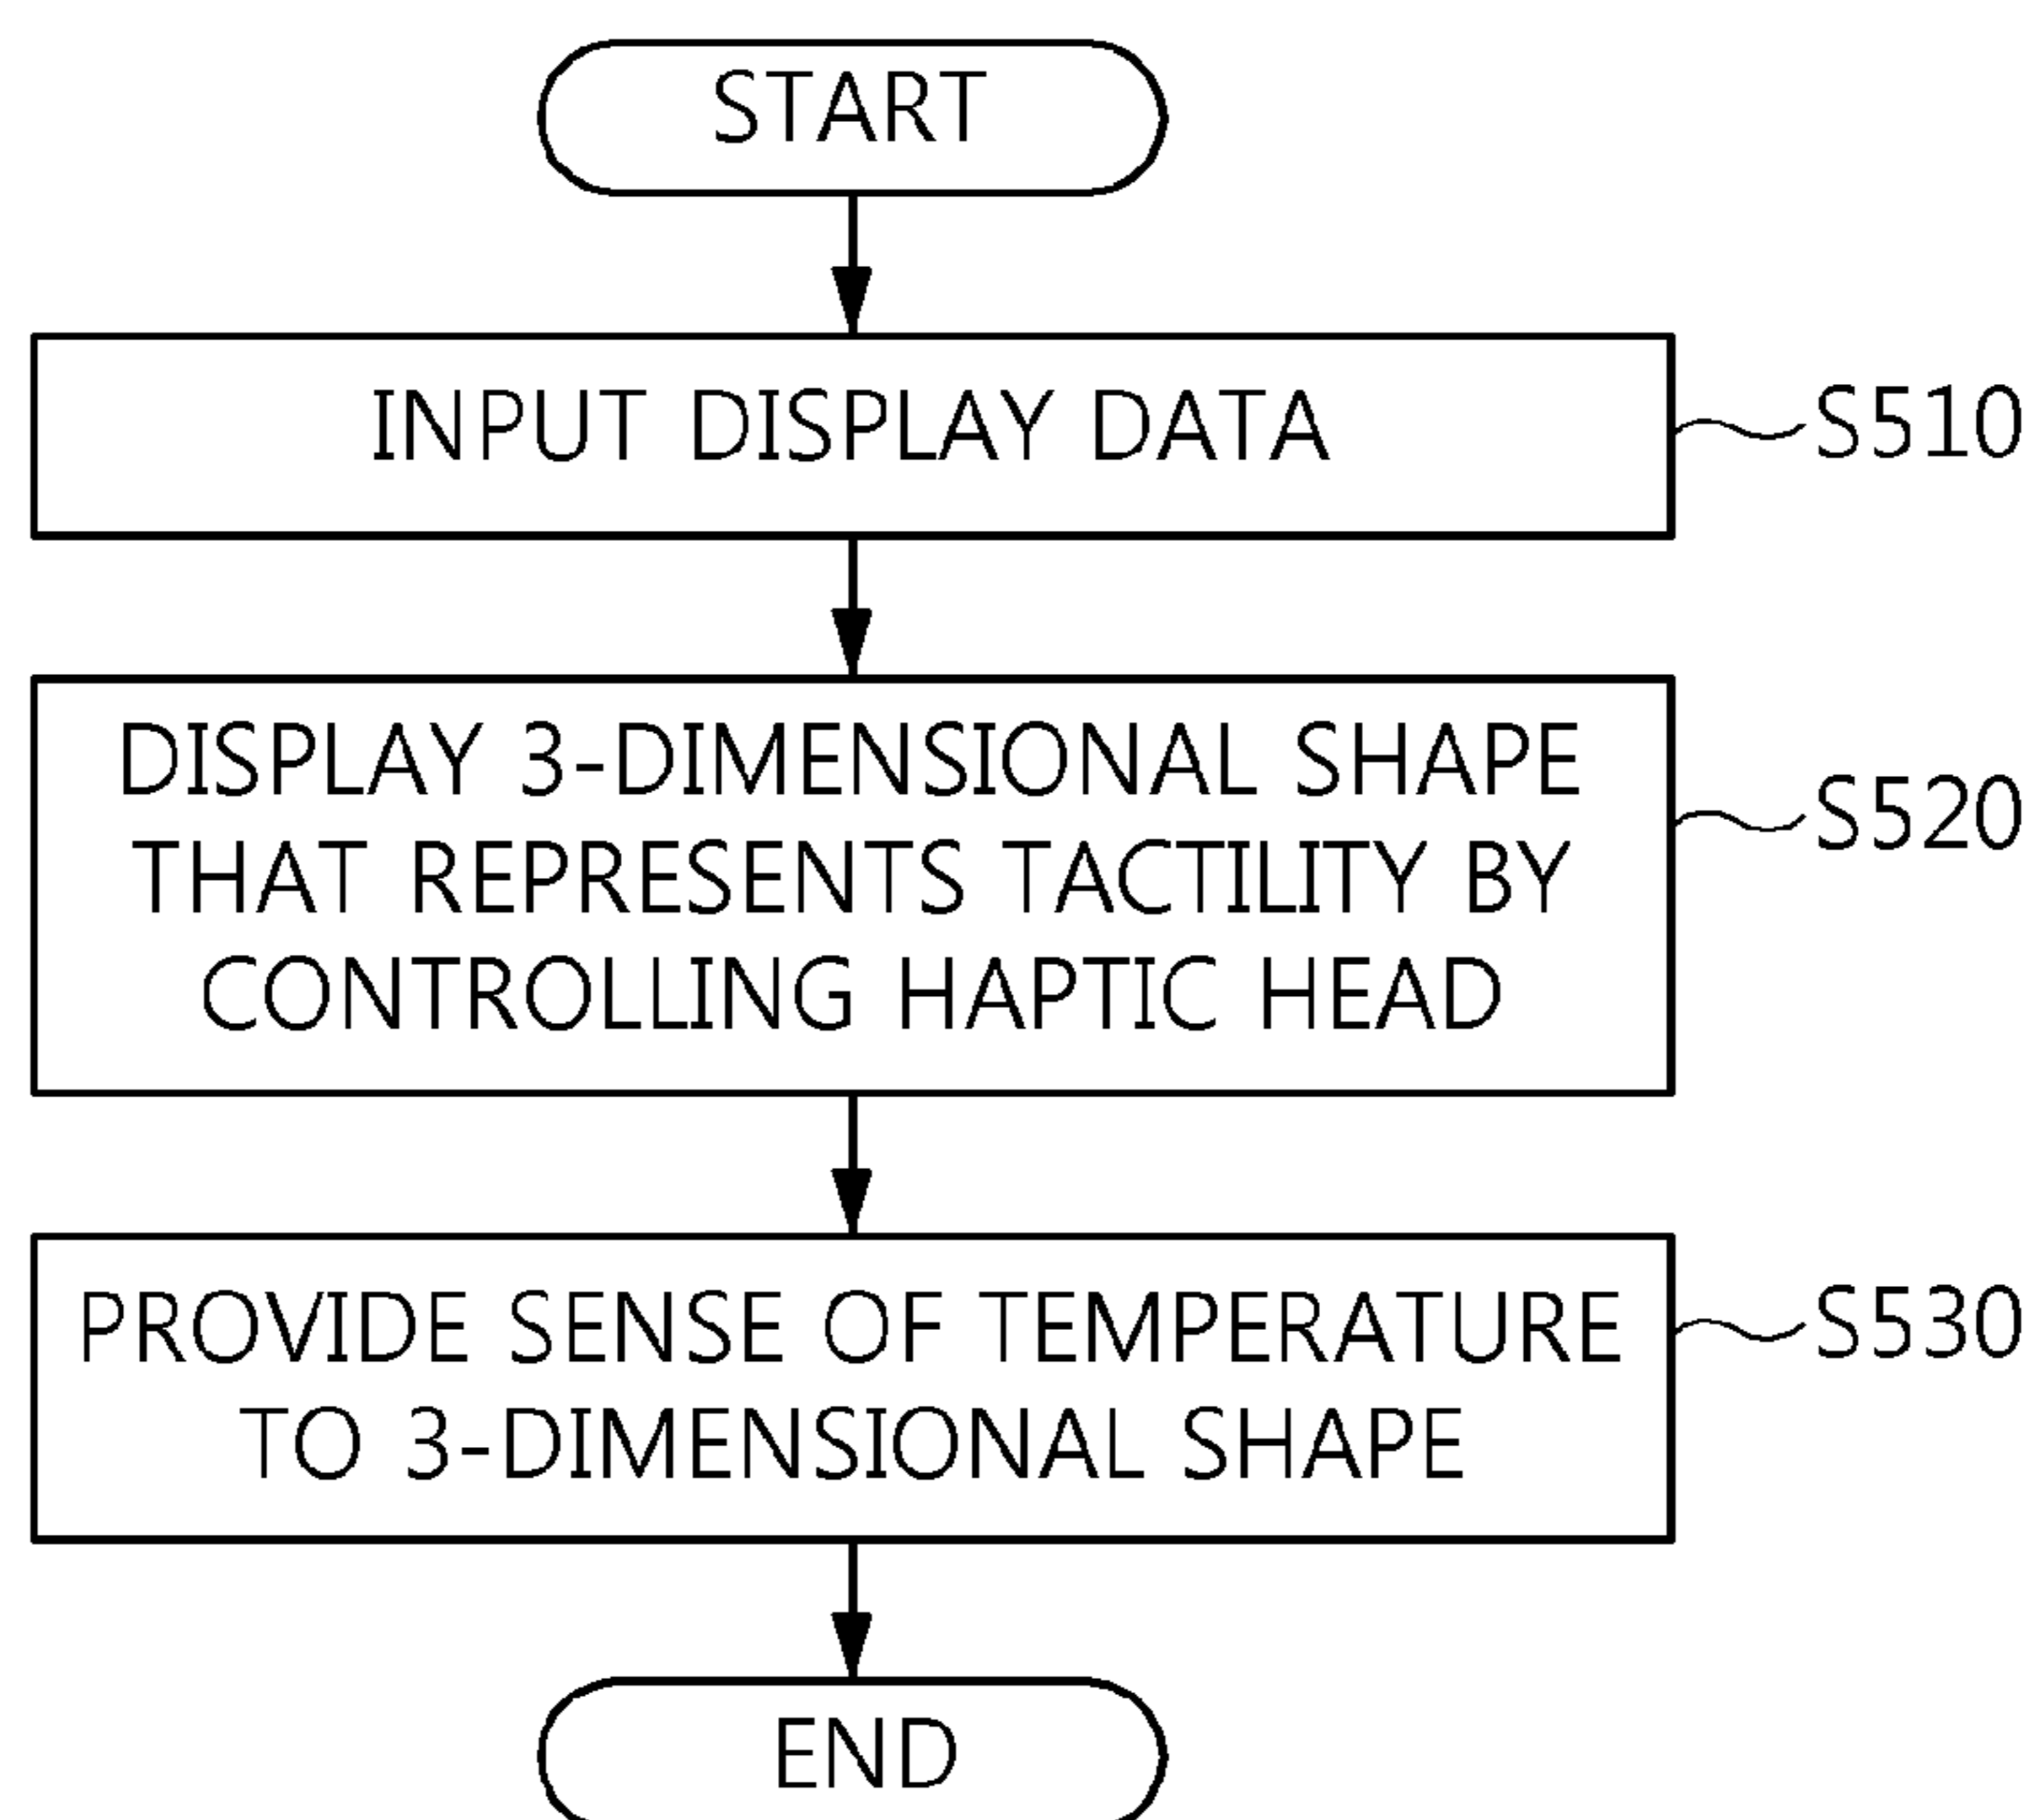 START
INPUT DISPLAY DATA
S510
DISPLAY 3-DIMENSIONAL SHAPE
THAT REPRESENTS TACTILITY BY
CONTROLLING HAPTIC HEAD
S520
PROVIDE SENSE OF TEMPERATURE
TO 3-DIMENSIONAL SHAPE
S530
END